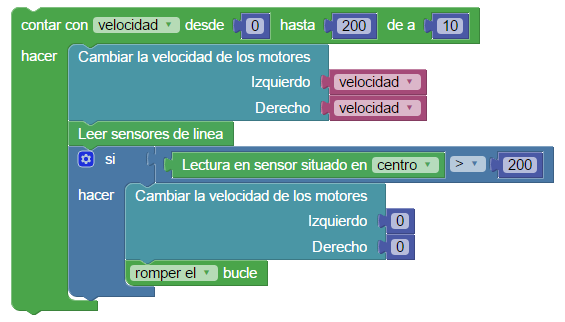 contar con velocidad desde 0 hasta 200 de a 10
hacer Cambiar la velocidad de los motores
Izquierdo velocidad
Derecho velocidad
Leer sensores de linea
si Lectura en sensor situado en centro > 200
hacer Cambiar la velocidad de los motores
Izquierdo 0
Derecho 0
romper el bucle